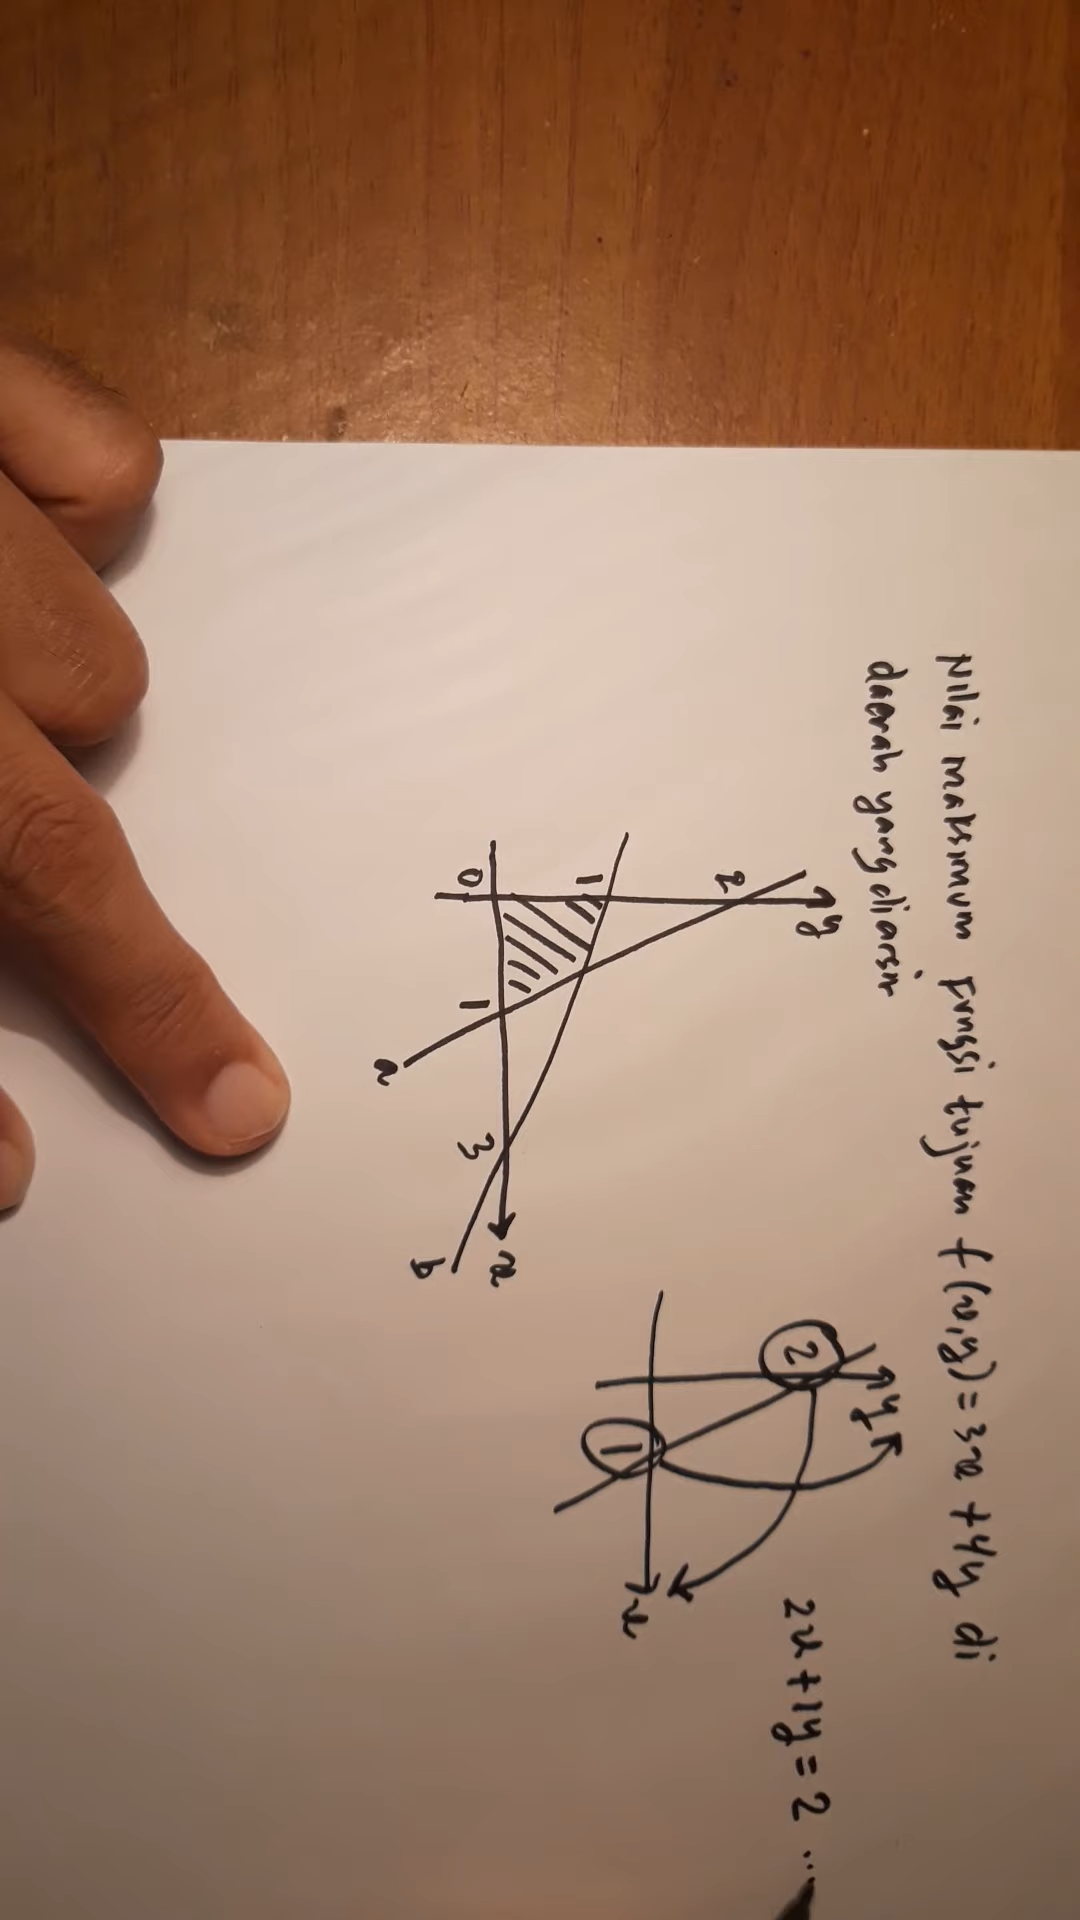 Nilai maksimum fungsi tujuan f(x,y) = 3x + 4y di
daerah yang diarsir
y
2
1
0
1
3
x
a
b
y
2
1
x
2x + 1y = 2 ...